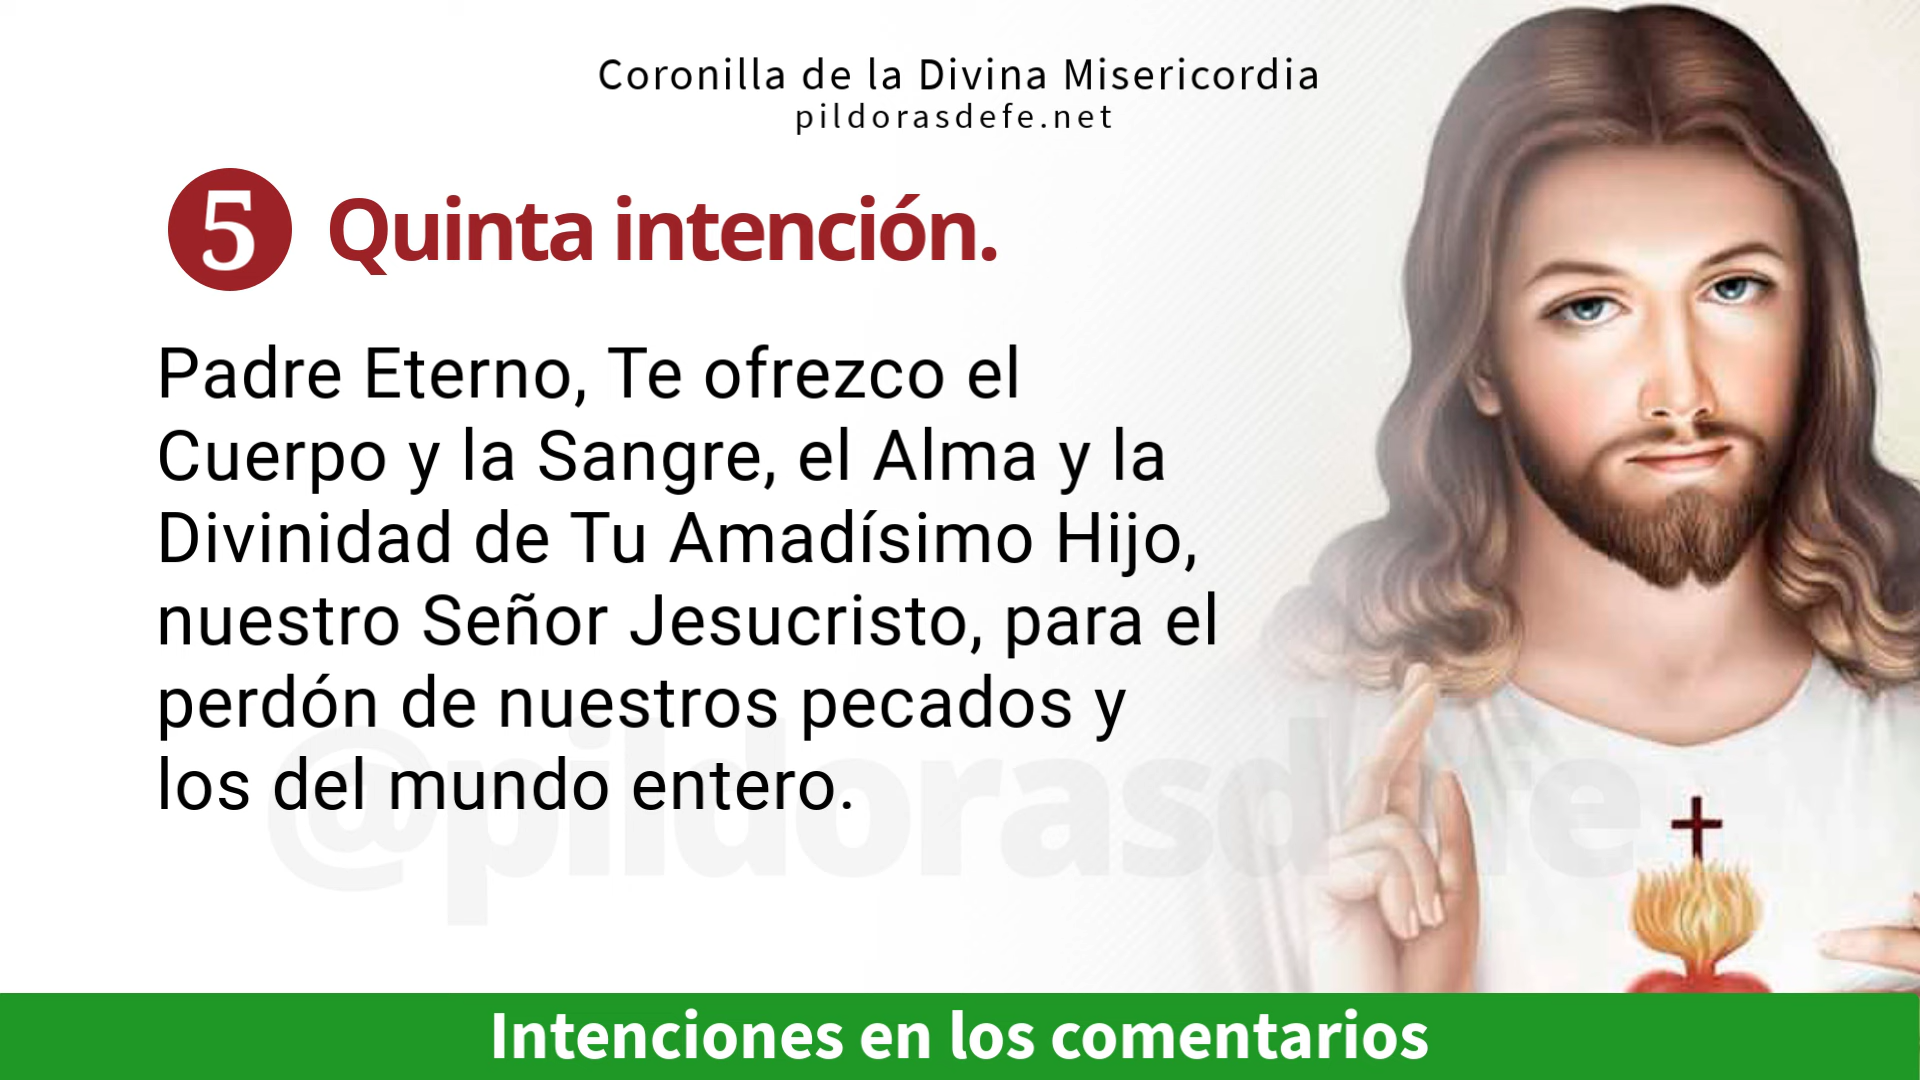 Coronilla de la Divina Misericordia
pildorasdefe.net
5 Quinta intención.
Padre Eterno, Te ofrezco el
Cuerpo y la Sangre, el Alma y la
Divinidad de Tu Amadísimo Hijo,
nuestro Señor Jesucristo, para el
perdón de nuestros pecados y
los del mundo entero.
@pildorasdefe
Intenciones en los comentarios